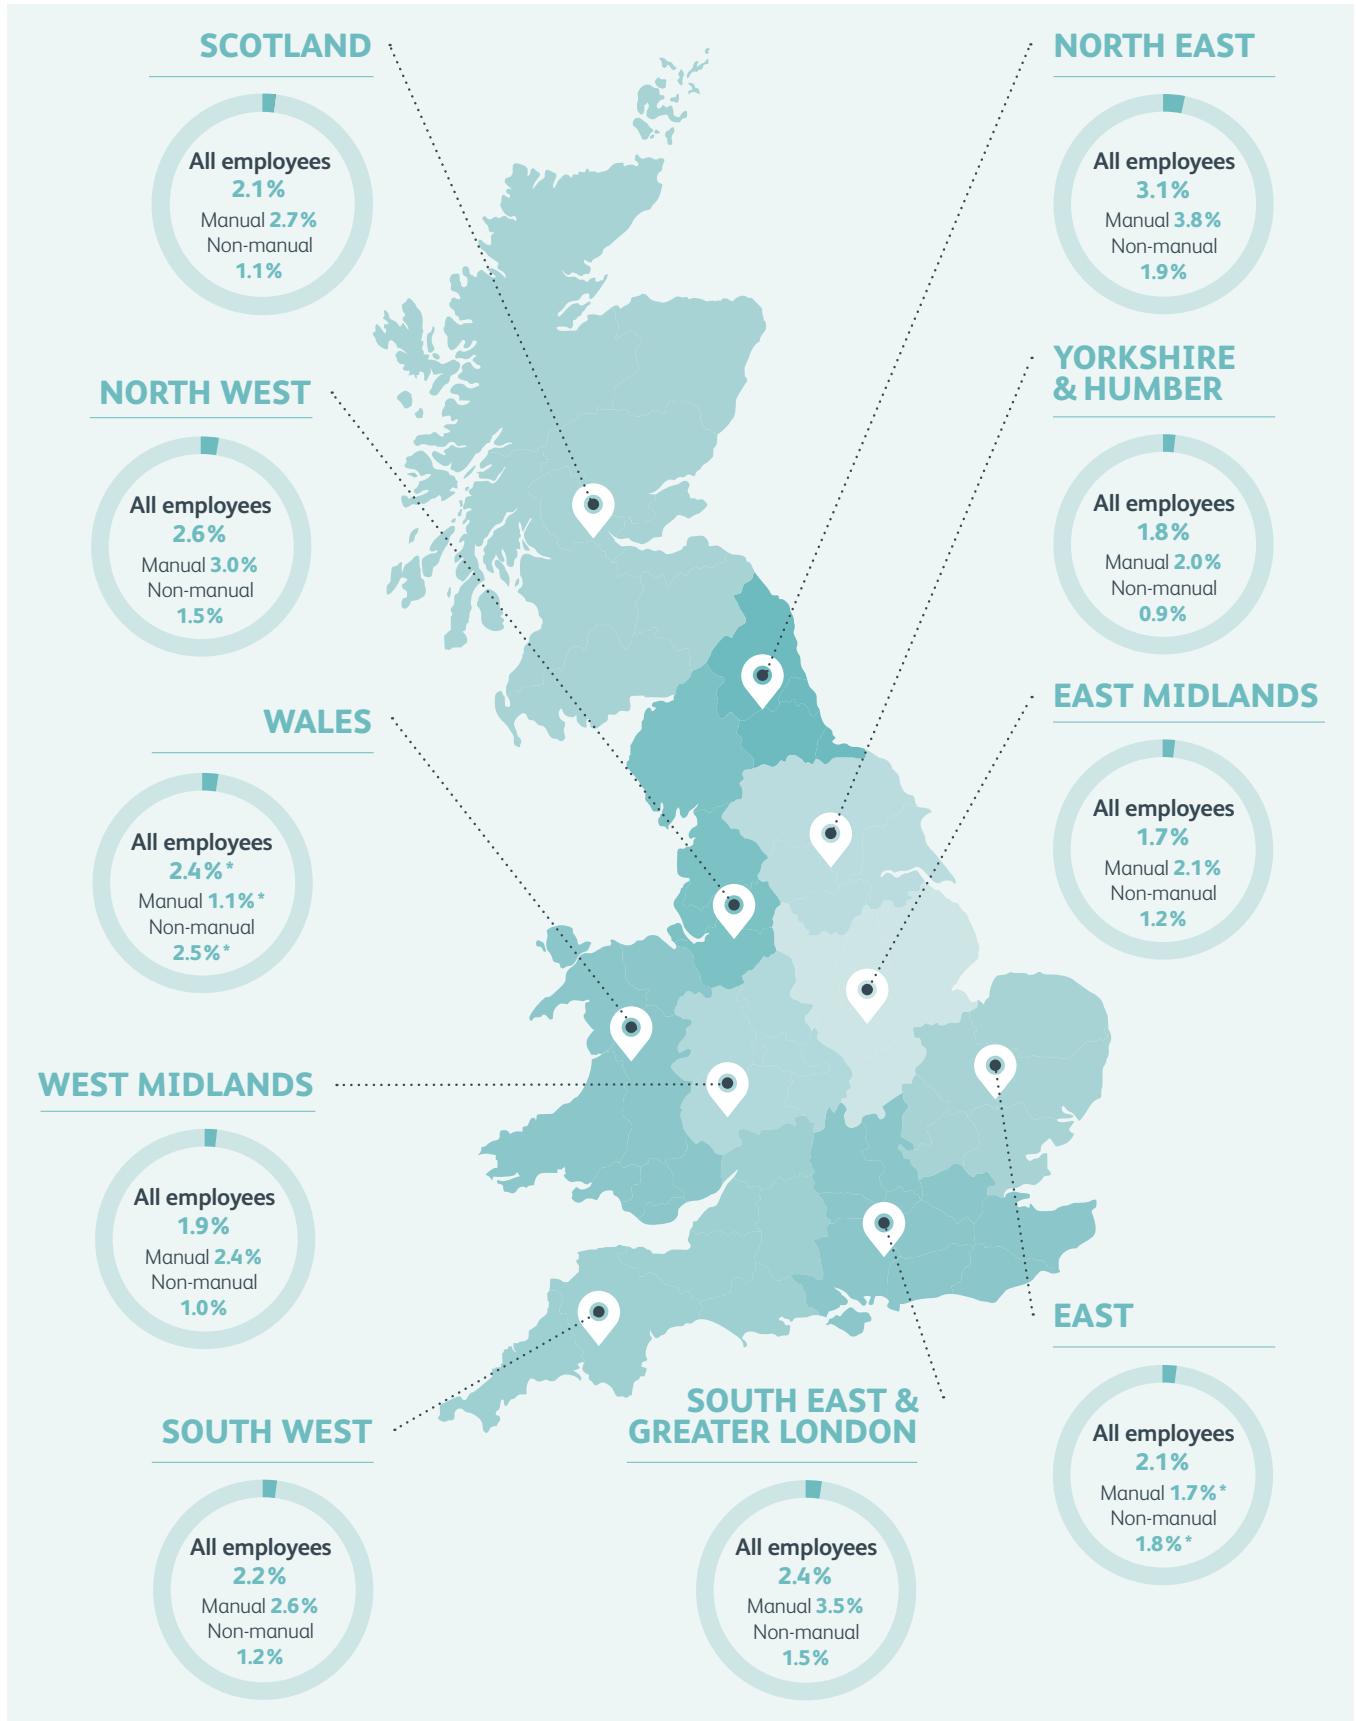 SCOTLAND
All employees
2.1%
Manual 2.7%
Non-manual
1.1%
NORTH EAST
All employees
3.1%
Manual 3.8%
Non-manual
1.9%
NORTH WEST
All employees
2.6%
Manual 3.0%
Non-manual
1.5%
YORKSHIRE
& HUMBER
All employees
1.8%
Manual 2.0%
Non-manual
0.9%
WALES
All employees
2.4%*
Manual 1.1%*
Non-manual
2.5%*
EAST MIDLANDS
All employees
1.7%
Manual 2.1%
Non-manual
1.2%
WEST MIDLANDS
All employees
1.9%
Manual 2.4%
Non-manual
1.0%
EAST
All employees
2.1%
Manual 1.7%*
Non-manual
1.8%*
SOUTH WEST
All employees
2.2%
Manual 2.6%
Non-manual
1.2%
SOUTH EAST &
GREATER LONDON
All employees
2.4%
Manual 3.5%
Non-manual
1.5%